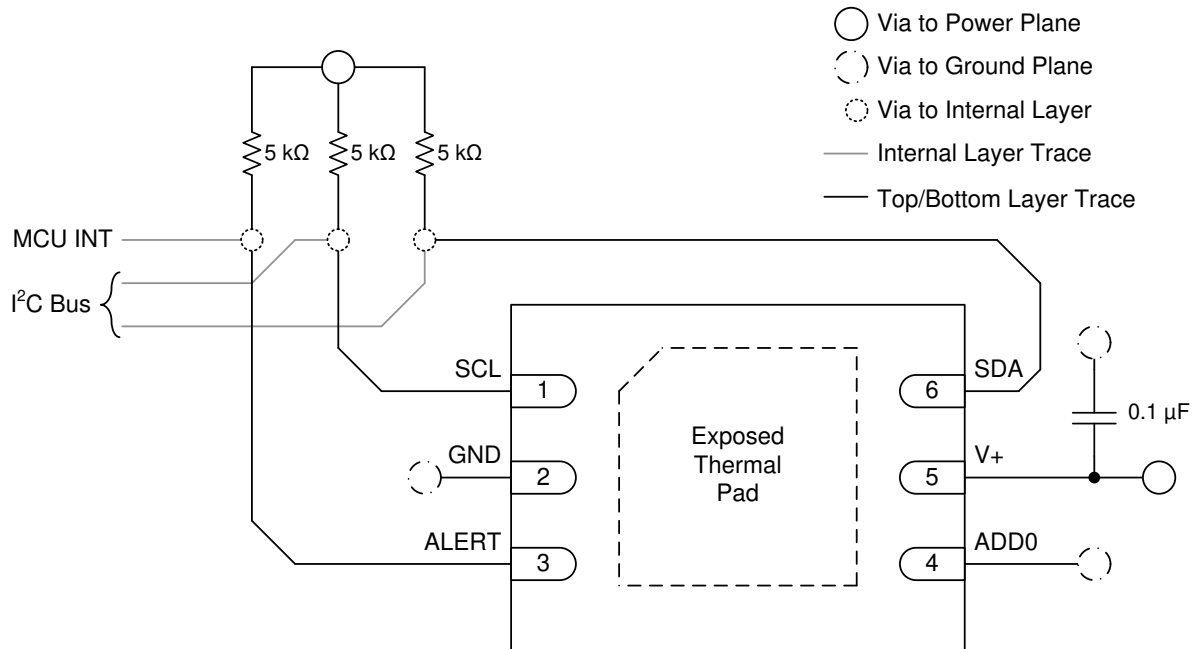 Via to Power Plane
Via to Ground Plane
Via to Internal Layer
Internal Layer Trace
Top/Bottom Layer Trace
5 kΩ
5 kΩ
5 kΩ
MCU INT
I²C Bus
SCL
1
GND
2
ALERT
3
Exposed
Thermal
Pad
SDA
6
V+
5
ADD0
4
0.1 µF